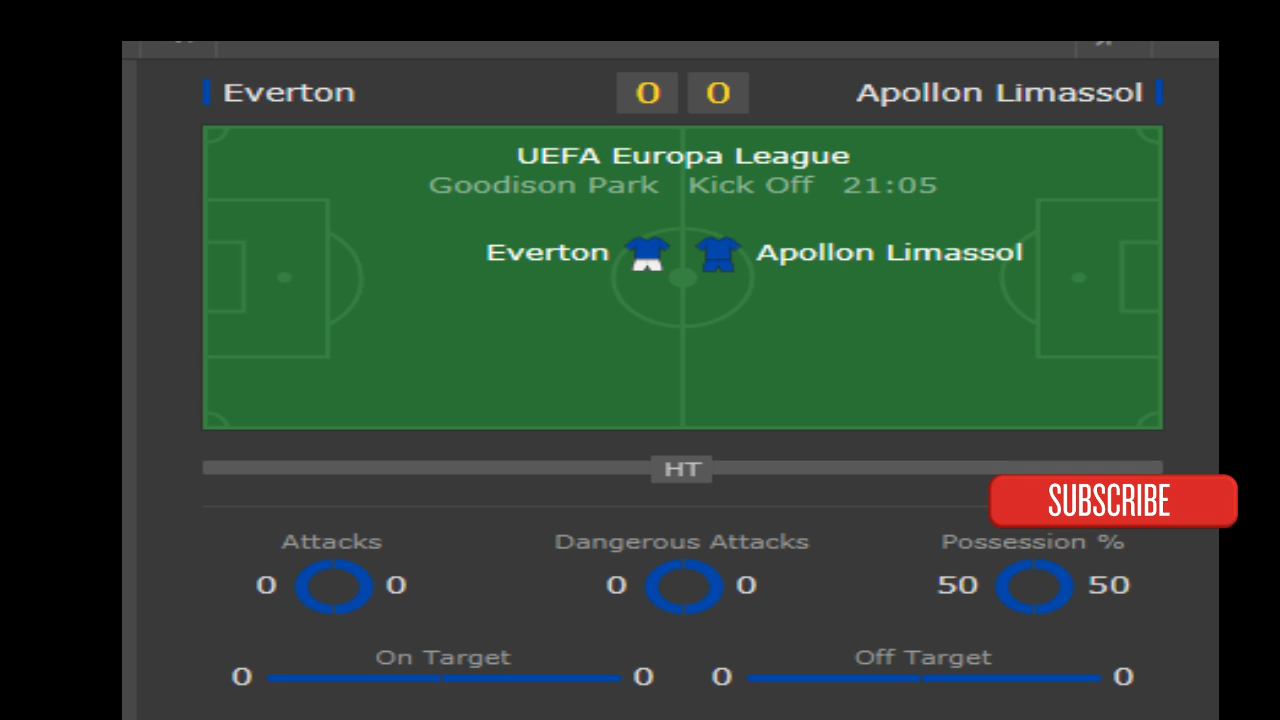 Everton 0 0 Apollon Limassol
UEFA Europa League
Goodison Park Kick Off 21:05
Everton Apollon Limassol
HT
SUBSCRIBE
Attacks Dangerous Attacks Possession %
0 0 0 0 50 50
On Target Off Target
0 0 0 0